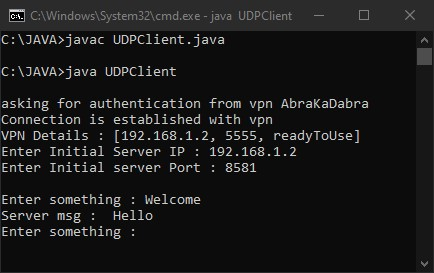 C:\Windows\System32\cmd.exe - java  UDPClient
C:\JAVA>javac UDPClient.java
C:\JAVA>java UDPClient
asking for authentication from vpn AbraKaDabra
Connection is established with vpn
VPN Details : [192.168.1.2, 5555, readyToUse]
Enter Initial Server IP : 192.168.1.2
Enter Initial server Port : 8581
Enter something : Welcome
Server msg :  Hello
Enter something :